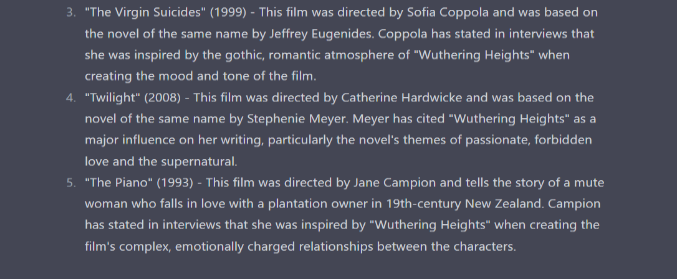 3. "The Virgin Suicides" (1999) - This film was directed by Sofia Coppola and was based on
the novel of the same name by Jeffrey Eugenides. Coppola has stated in interviews that
she was inspired by the gothic, romantic atmosphere of "Wuthering Heights" when
creating the mood and tone of the film.
4. "Twilight" (2008) - This film was directed by Catherine Hardwicke and was based on the
novel of the same name by Stephenie Meyer. Meyer has cited "Wuthering Heights" as a
major influence on her writing, particularly the novel's themes of passionate, forbidden
love and the supernatural.
5. "The Piano" (1993) - This film was directed by Jane Campion and tells the story of a mute
woman who falls in love with a plantation owner in 19th-century New Zealand. Campion
has stated in interviews that she was inspired by "Wuthering Heights" when creating the
film's complex, emotionally charged relationships between the characters.